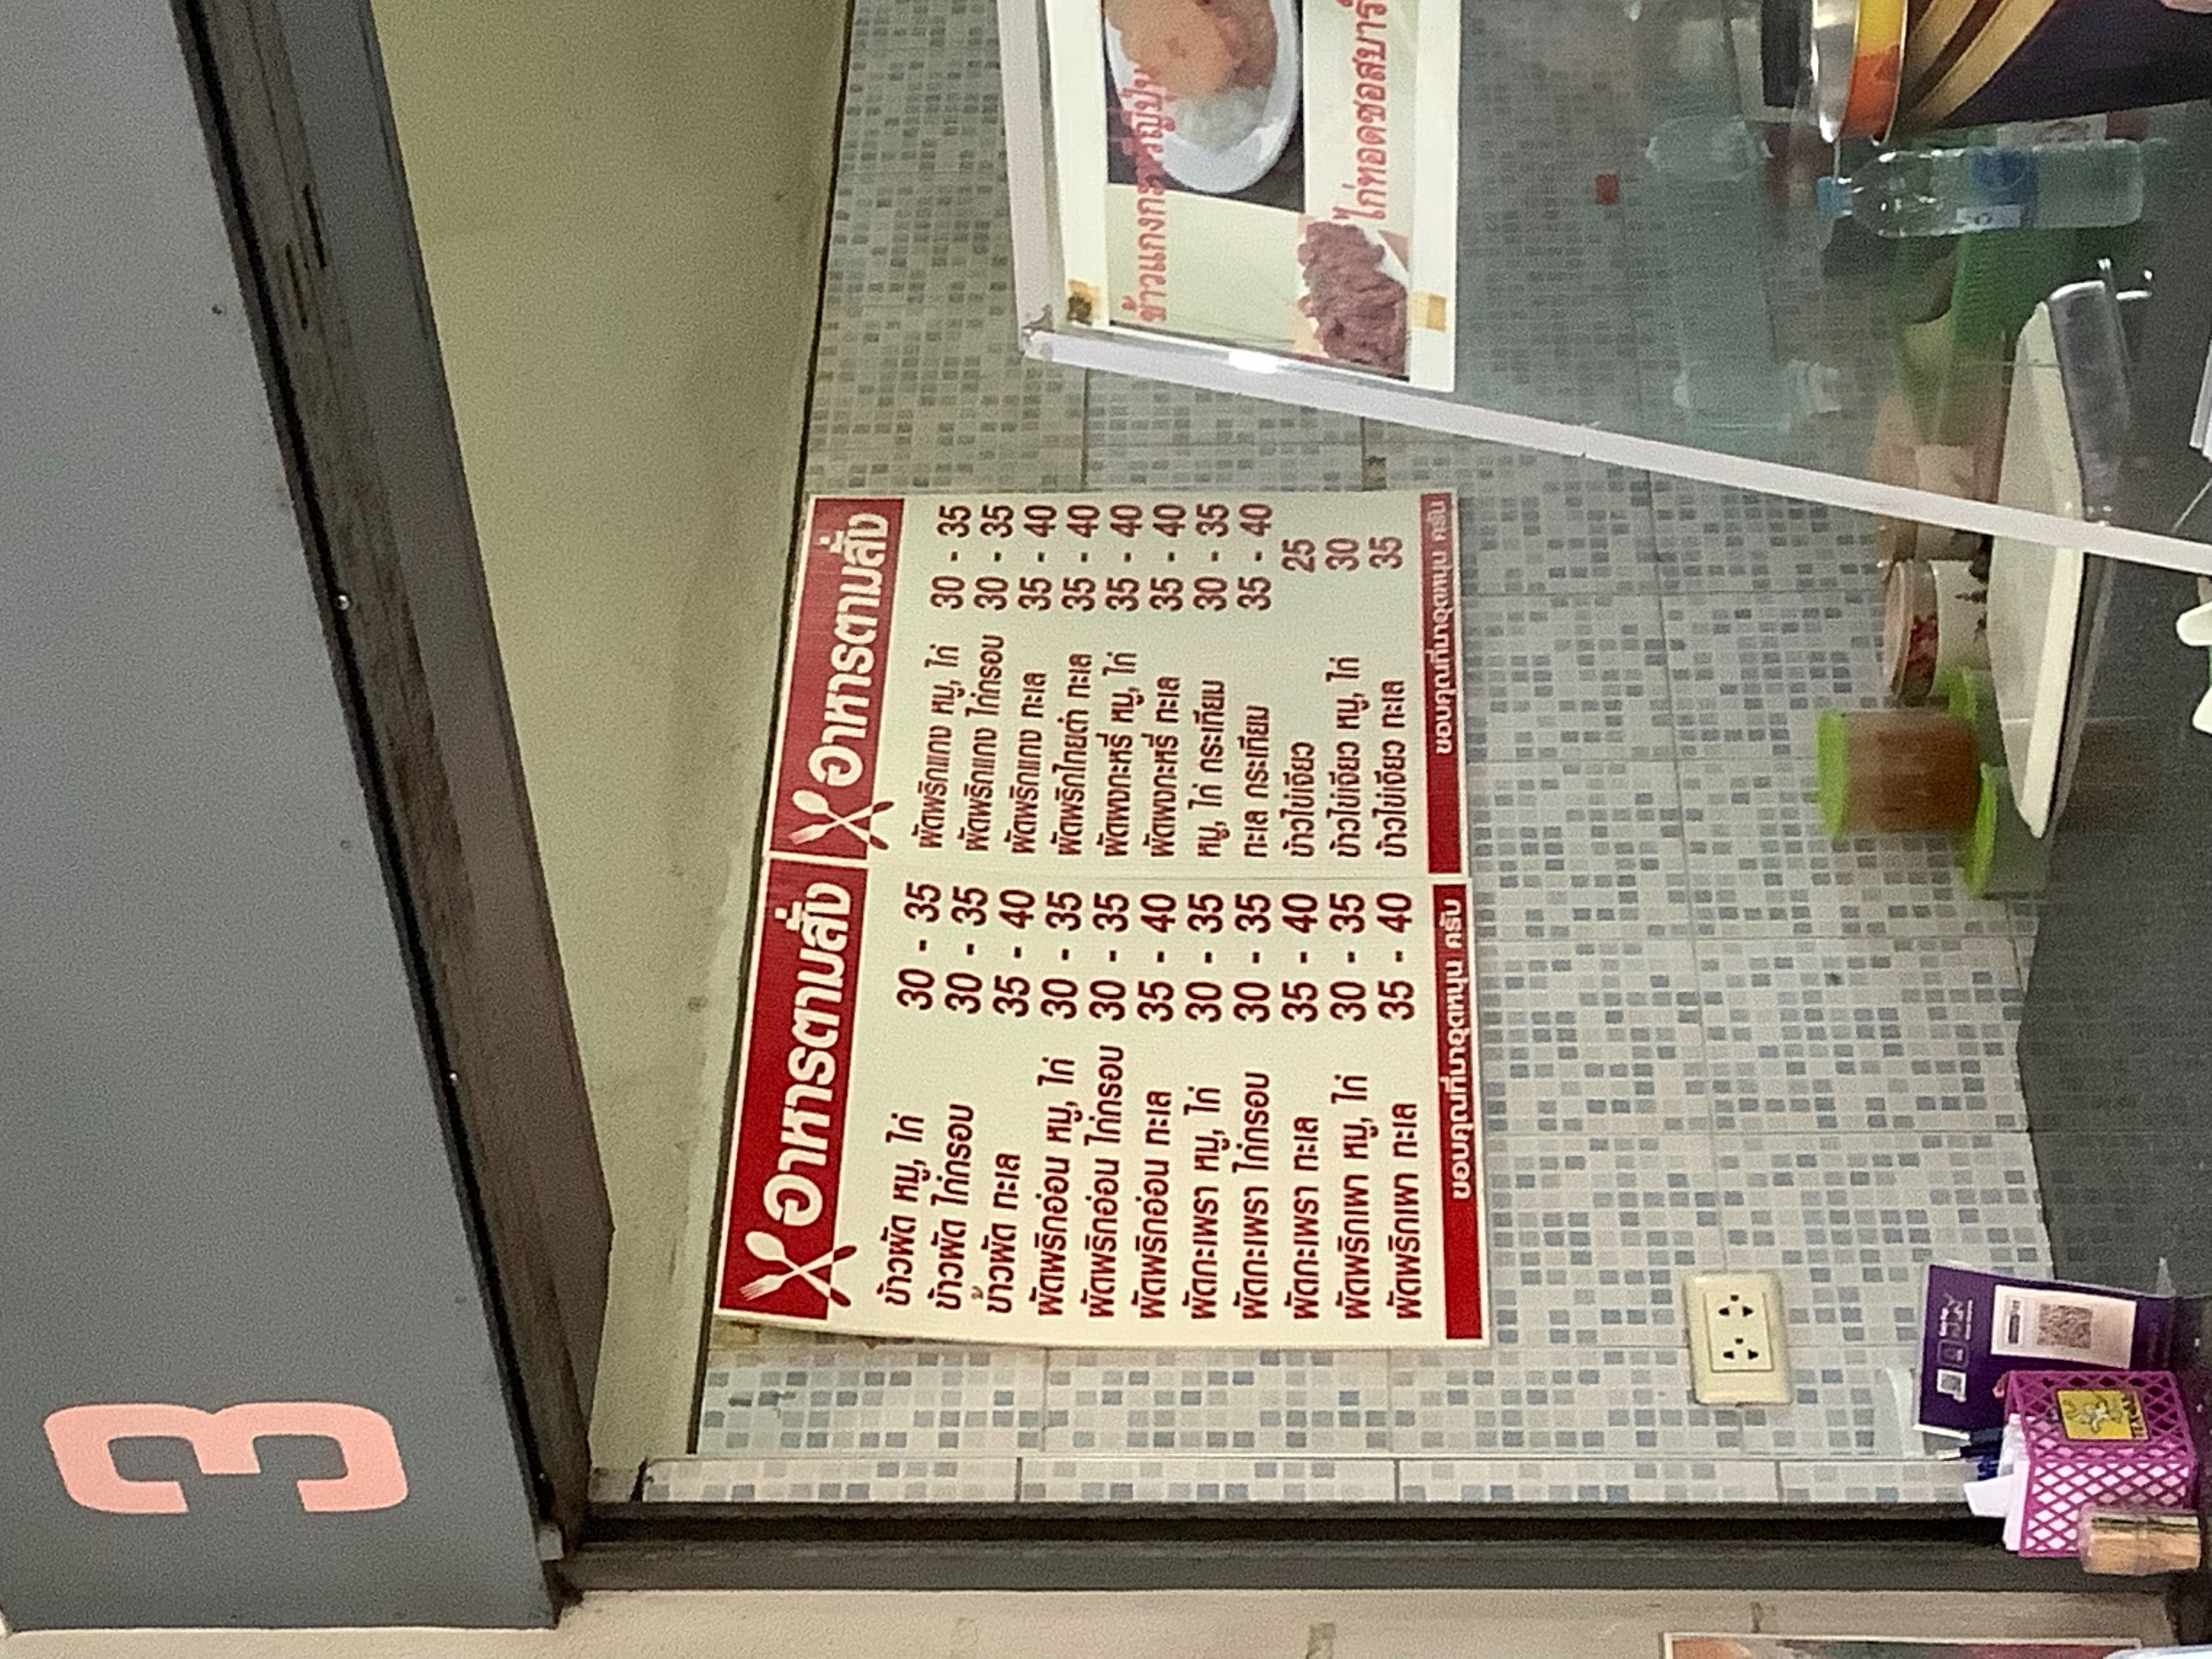 3
อาหารตามสั่ง
ข้าวผัด หมู, ไก่ 30 - 35
ข้าวผัด ไก่กรอบ 30 - 35
ข้าวผัด ทะเล 35 - 40
ผัดพริกอ่อน หมู, ไก่ 30 - 35
ผัดพริกอ่อน ไก่กรอบ 30 - 35
ผัดพริกอ่อน ทะเล 35 - 40
ผัดกะเพรา หมู, ไก่ 30 - 35
ผัดกะเพรา ไก่กรอบ 30 - 35
ผัดกะเพรา ทะเล 35 - 40
ผัดพริกเผา หมู, ไก่ 30 - 35
ผัดพริกเผา ทะเล 35 - 40
ขอบคุณที่มาอุดหนุน ครับ
อาหารตามสั่ง
ผัดพริกแกง หมู, ไก่ 30 - 35
ผัดพริกแกง ไก่กรอบ 30 - 35
ผัดพริกแกง ทะเล 35 - 40
ผัดพริกไทยดำ ทะเล 35 - 40
ผัดผงกะหรี่ หมู, ไก่ 35 - 40
ผัดผงกะหรี่ ทะเล 35 - 40
หมู, ไก่ กระเทียม 30 - 35
ทะเล กระเทียม 35 - 40
ข้าวไข่เจียว 25
ข้าวไข่เจียว หมู, ไก่ 30
ข้าวไข่เจียว ทะเล 35
ขอบคุณที่มาอุดหนุน ครับ
ข้าวแกงกะหรี่ญี่ปุ่น
ไก่ทอดซอสบาร์